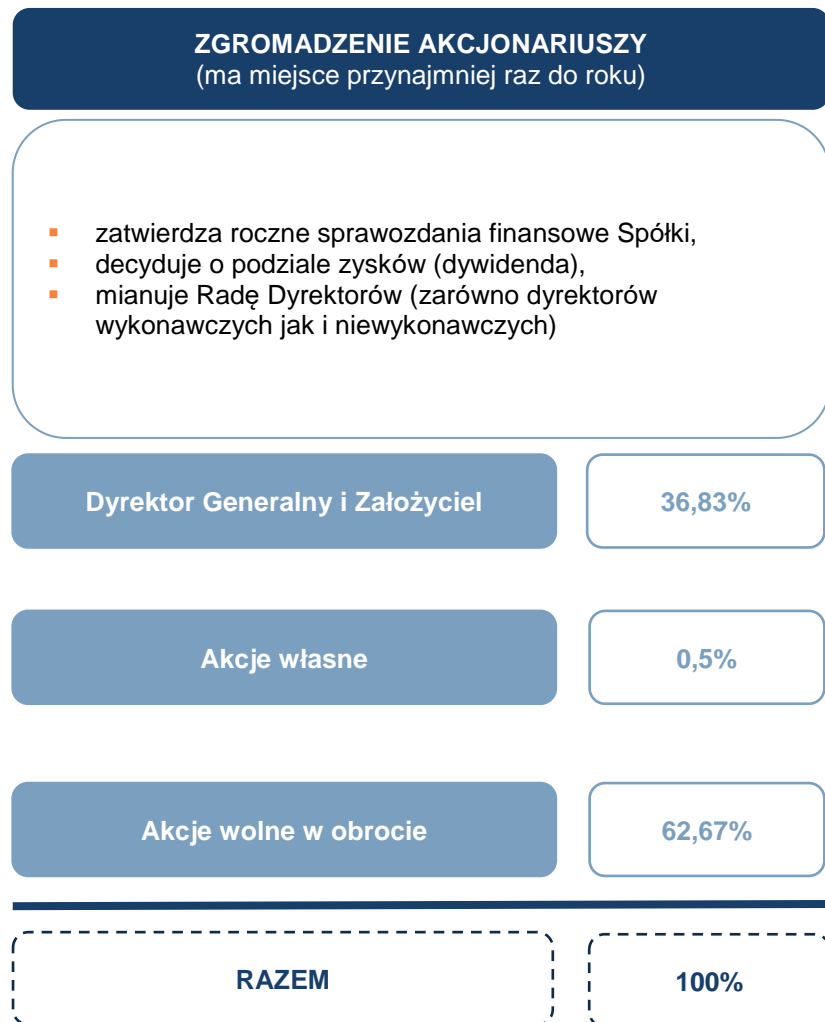 ZGROMADZENIE AKCJONARIUSZY
(ma miejsce przynajmniej raz do roku)
▪ zatwierdza roczne sprawozdania finansowe Spółki,
▪ decyduje o podziale zysków (dywidenda),
▪ mianuje Radę Dyrektorów (zarówno dyrektorów
wykonawczych jak i niewykonawczych)
Dyrektor Generalny i Założyciel 36,83%
Akcje własne 0,5%
Akcje wolne w obrocie 62,67%
RAZEM 100%